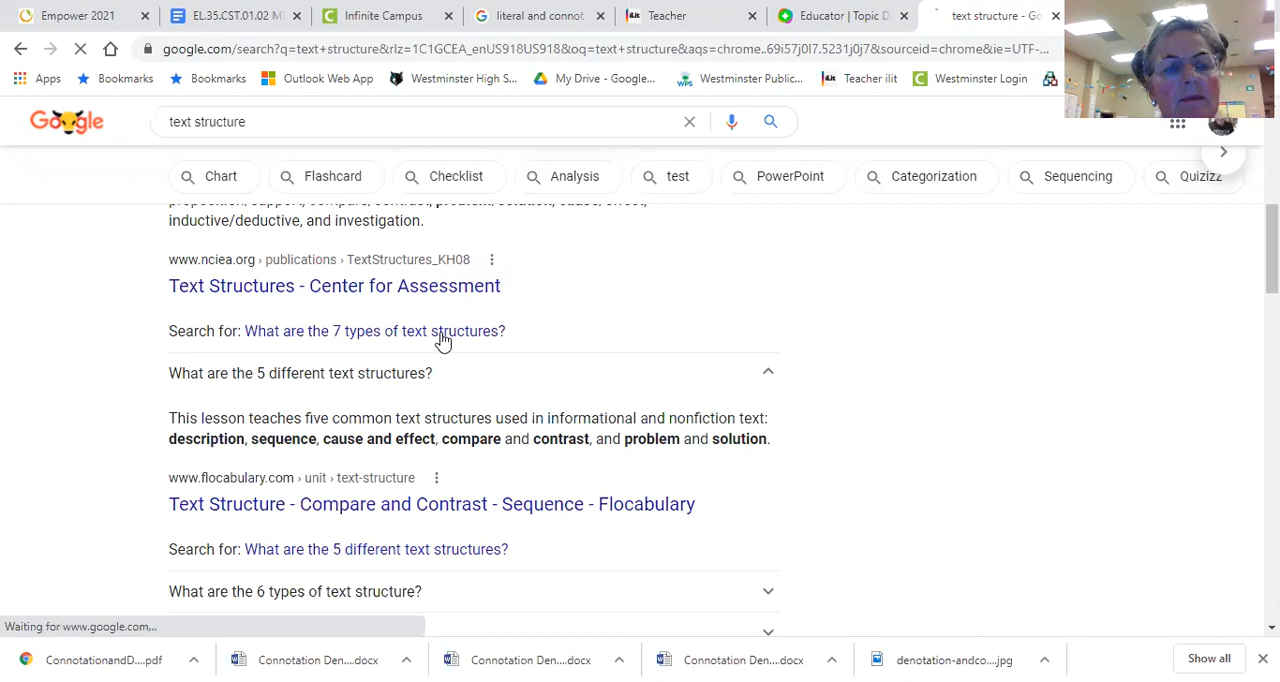 Empower 2021
EL.35.CST.01.02 M
Infinite Campus
literal and connot
Teacher
Educator | Topic D
text structure - Go
google.com/search?q=text+structure&rlz=1C1GCEA_enUS918US918&oq=text+structure&aqs=chrome..69i57j0l7.5231j0j7&sourceid=chrome&ie=UTF-...
Apps
Bookmarks
Bookmarks
Outlook Web App
Westminster High S...
My Drive - Google...
Westminster Public...
Teacher ilit
Westminster Login
Google
text structure
Chart
Flashcard
Checklist
Analysis
test
PowerPoint
Categorization
Sequencing
Quizizz
proposition/support, compare, contrast, problem, solution, cause, effect,
inductive/deductive, and investigation.
www.nciea.org › publications › TextStructures_KH08
Text Structures - Center for Assessment
Search for: What are the 7 types of text structures?
What are the 5 different text structures?
This lesson teaches five common text structures used in informational and nonfiction text:
description, sequence, cause and effect, compare and contrast, and problem and solution.
www.flocabulary.com › unit › text-structure
Text Structure - Compare and Contrast - Sequence - Flocabulary
Search for: What are the 5 different text structures?
What are the 6 types of text structure?
Waiting for www.google.com...
ConnotationandD....pdf
Connotation Den....docx
Connotation Den....docx
Connotation Den....docx
denotation-andco....jpg
Show all